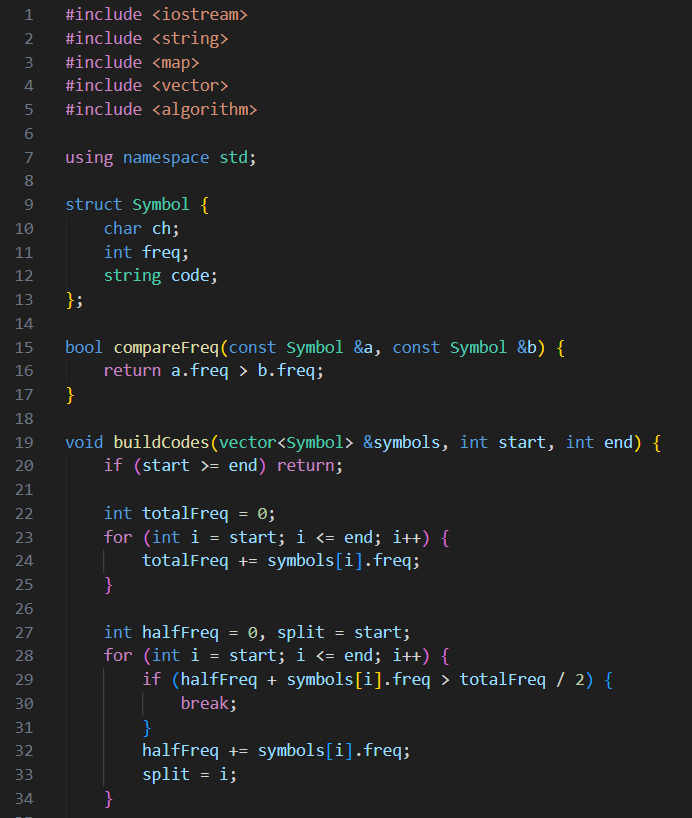 1 #include <iostream>
2 #include <string>
3 #include <map>
4 #include <vector>
5 #include <algorithm>
6
7 using namespace std;
8
9 struct Symbol {
10     char ch;
11     int freq;
12     string code;
13 };
14
15 bool compareFreq(const Symbol &a, const Symbol &b) {
16     return a.freq > b.freq;
17 }
18
19 void buildCodes(vector<Symbol> &symbols, int start, int end) {
20     if (start >= end) return;
21
22     int totalFreq = 0;
23     for (int i = start; i <= end; i++) {
24         totalFreq += symbols[i].freq;
25     }
26
27     int halfFreq = 0, split = start;
28     for (int i = start; i <= end; i++) {
29         if (halfFreq + symbols[i].freq > totalFreq / 2) {
30             break;
31         }
32         halfFreq += symbols[i].freq;
33         split = i;
34     }